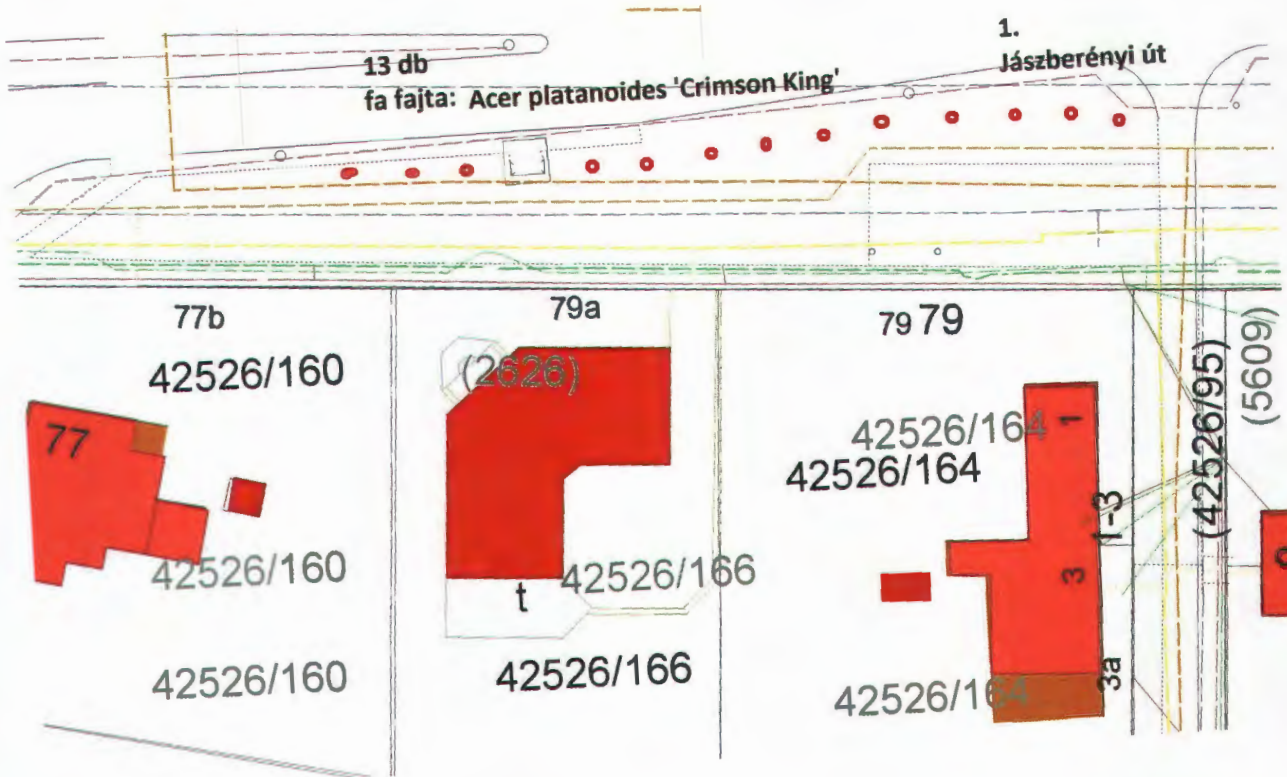 1.
Jászberényi út
13 db
fa fajta: Acer platanoides 'Crimson King'
77b
79a
79 79
42526/160
(2626)
77
42526/164
42526/164
1
1-3
3
3a
(42526/95)
(5609)
42526/160
42526/166
t
42526/160
42526/166
42526/164